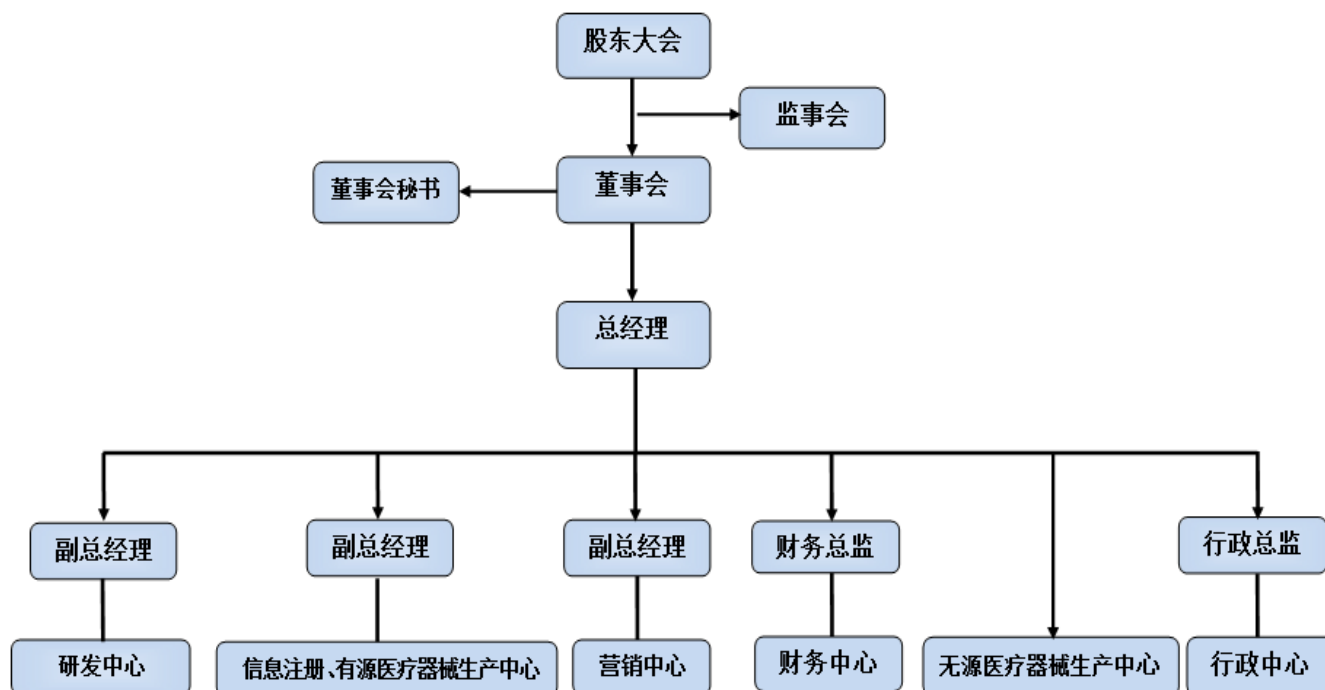 股东大会
监事会
董事会秘书
董事会
总经理
副总经理
副总经理
副总经理
财务总监
行政总监
研发中心
信息注册、有源医疗器械生产中心
营销中心
财务中心
无源医疗器械生产中心
行政中心